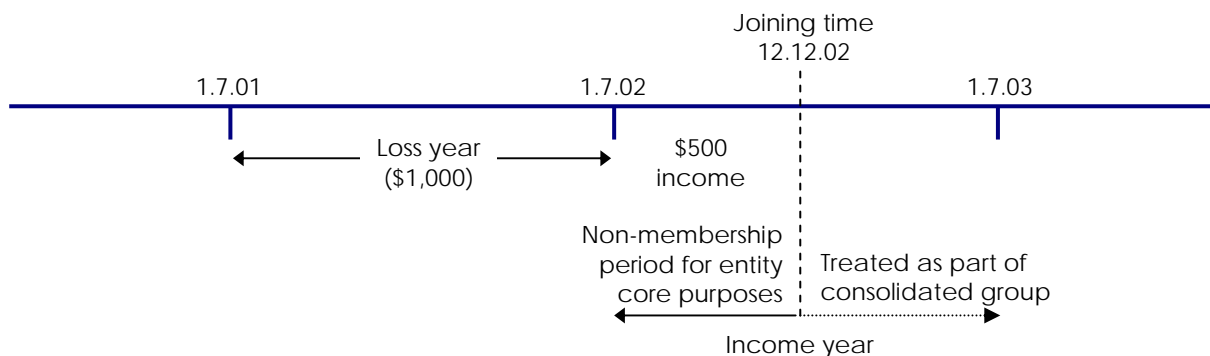 Joining time
12.12.02
1.7.01
1.7.02
1.7.03
Loss year
($1,000)
$500
income
Non-membership
period for entity
core purposes
Treated as part of
consolidated group
Income year